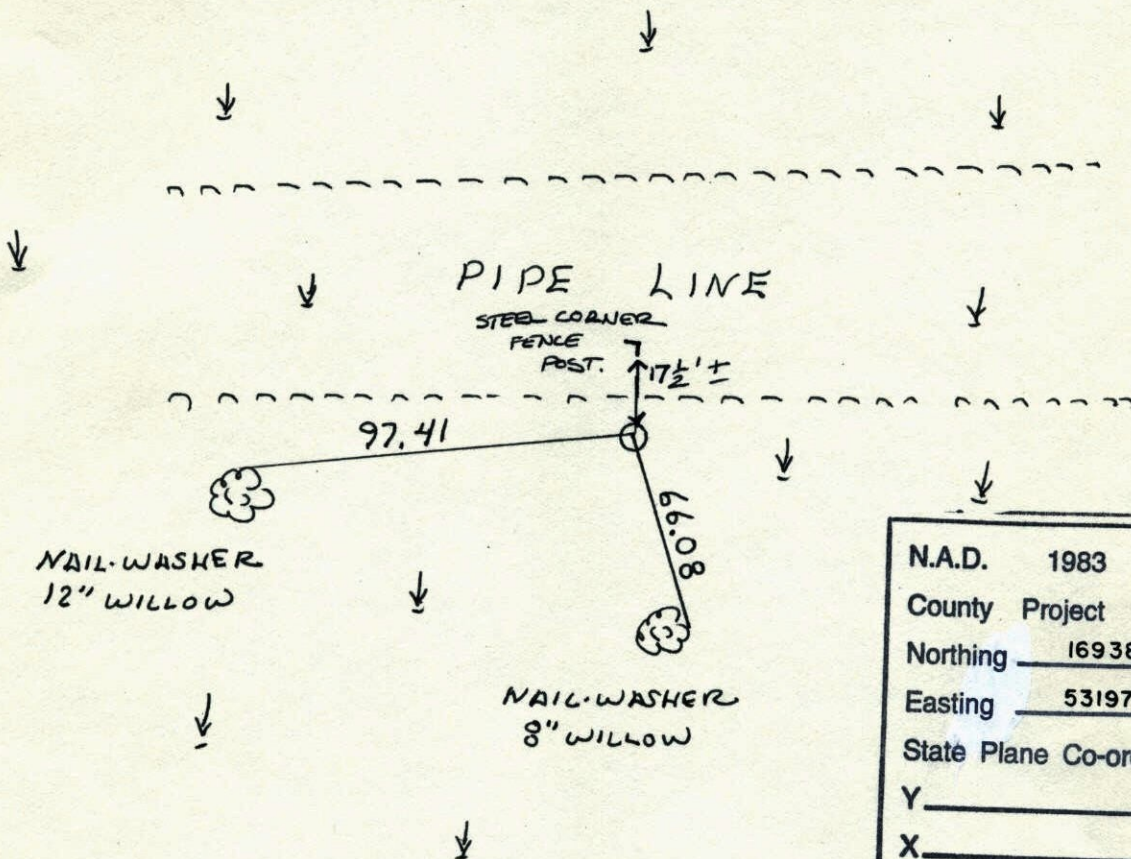 PIPE LINE
STEEL CORNER
FENCE
POST.
17½'±
97.41
66.08
NAIL-WASHER
12" WILLOW
NAIL-WASHER
8" WILLOW
N.A.D. 1983
County Project
Northing 16938
Easting 53197
State Plane Co-or
Y
X